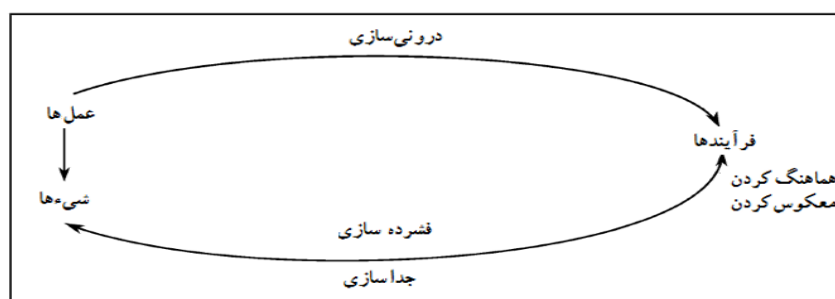 درونی‌سازی
عمل‌ها
فرآیندها
هماهنگ کردن
معکوس کردن
شیءها
فشرده سازی
جداسازی